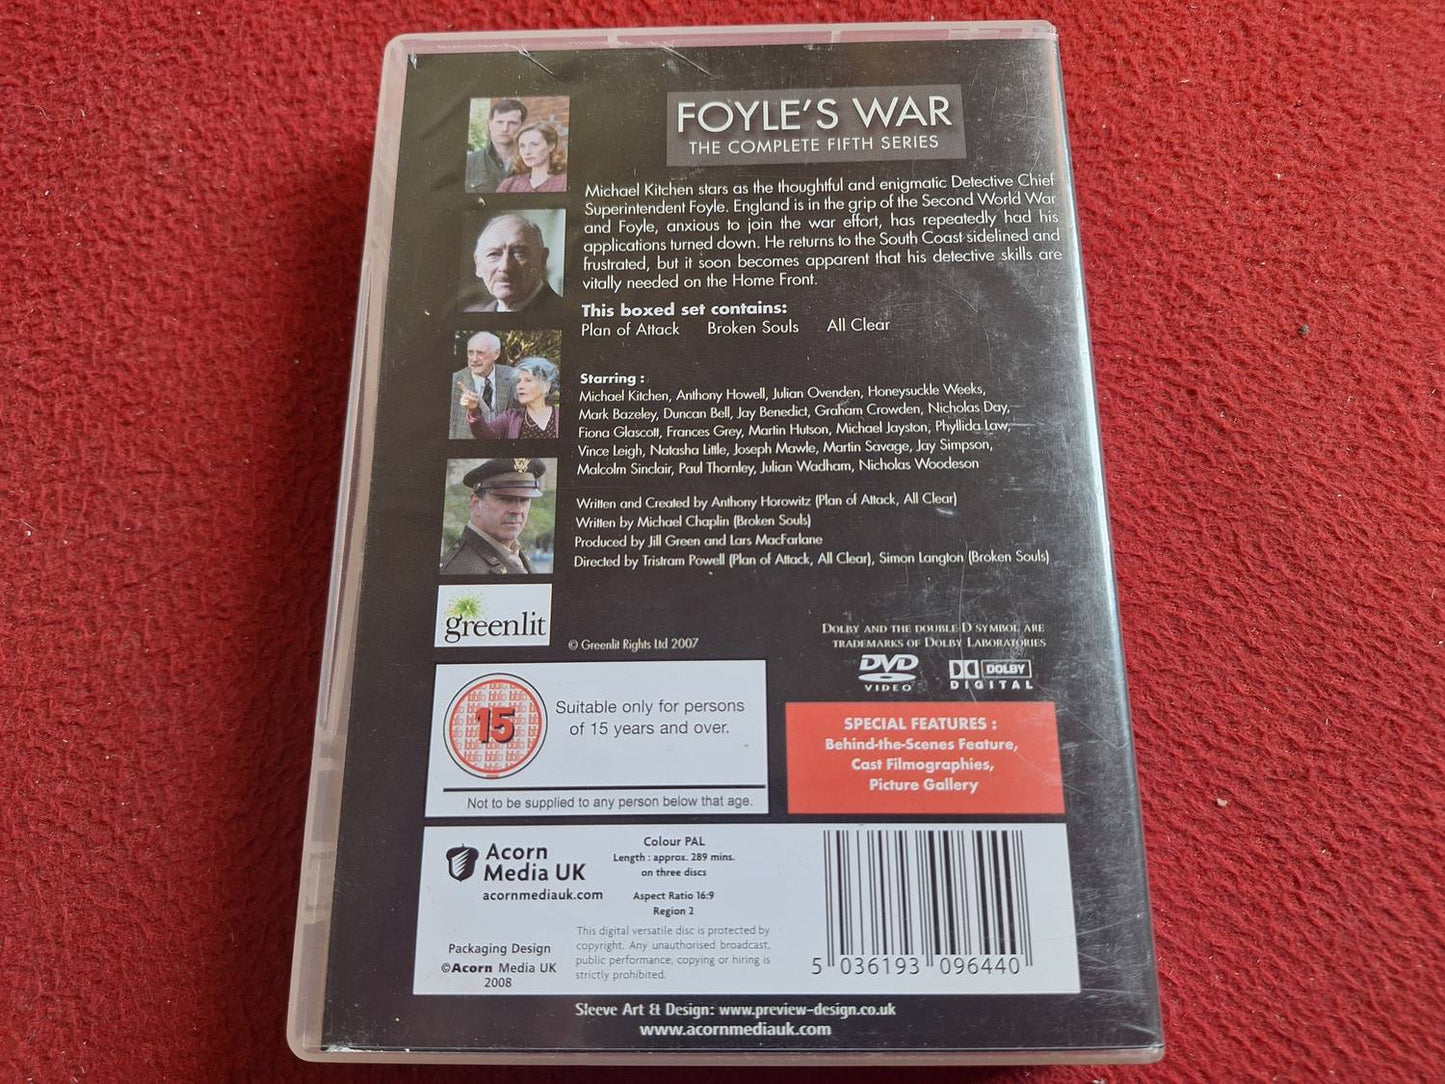 FOYLE'S WAR
THE COMPLETE FIFTH SERIES
Michael Kitchen stars as the thoughtful and enigmatic Detective Chief
Superintendent Foyle. England is in the grip of the Second World War
and Foyle, anxious to join the war effort, has repeatedly had his
applications turned down. He returns to the South Coast sidelined and
frustrated, but it soon becomes apparent that his detective skills are
vitally needed on the Home Front.
This boxed set contains:
Plan of Attack Broken Souls All Clear
Starring :
Michael Kitchen, Anthony Howell, Julian Ovenden, Honeysuckle Weeks,
Mark Bazeley, Duncan Bell, Jay Benedict, Graham Crowden, Nicholas Day,
Fiona Glascott, Frances Grey, Martin Hutson, Michael Jayston, Phyllida Law,
Vince Leigh, Natasha Little, Joseph Mawle, Martin Savage, Jay Simpson,
Malcolm Sinclair, Paul Thornley, Julian Wadham, Nicholas Woodeson
Written and Created by Anthony Horowitz (Plan of Attack, All Clear)
Written by Michael Chaplin (Broken Souls)
Produced by Jill Green and Lars MacFarlane
Directed by Tristram Powell (Plan of Attack, All Clear), Simon Langton (Broken Souls)
greenlit
© Greenlit Rights Ltd 2007
DOLBY AND THE DOUBLE-D SYMBOL ARE
TRADEMARKS OF DOLBY LABORATORIES
DVD
VIDEO
DOLBY
DIGITAL
15
Suitable only for persons
of 15 years and over.
Not to be supplied to any person below that age.
SPECIAL FEATURES :
Behind-the-Scenes Feature,
Cast Filmographies,
Picture Gallery
Acorn
Media UK
acornmediauk.com
Packaging Design
©Acorn Media UK
2008
Colour PAL
Length : approx. 289 mins.
on three discs
Aspect Ratio 16:9
Region 2
This digital versatile disc is protected by
copyright. Any unauthorised broadcast,
public performance, copying or hiring is
strictly prohibited.
5 036193 096440
Sleeve Art & Design: www.preview-design.co.uk
www.acornmediauk.com